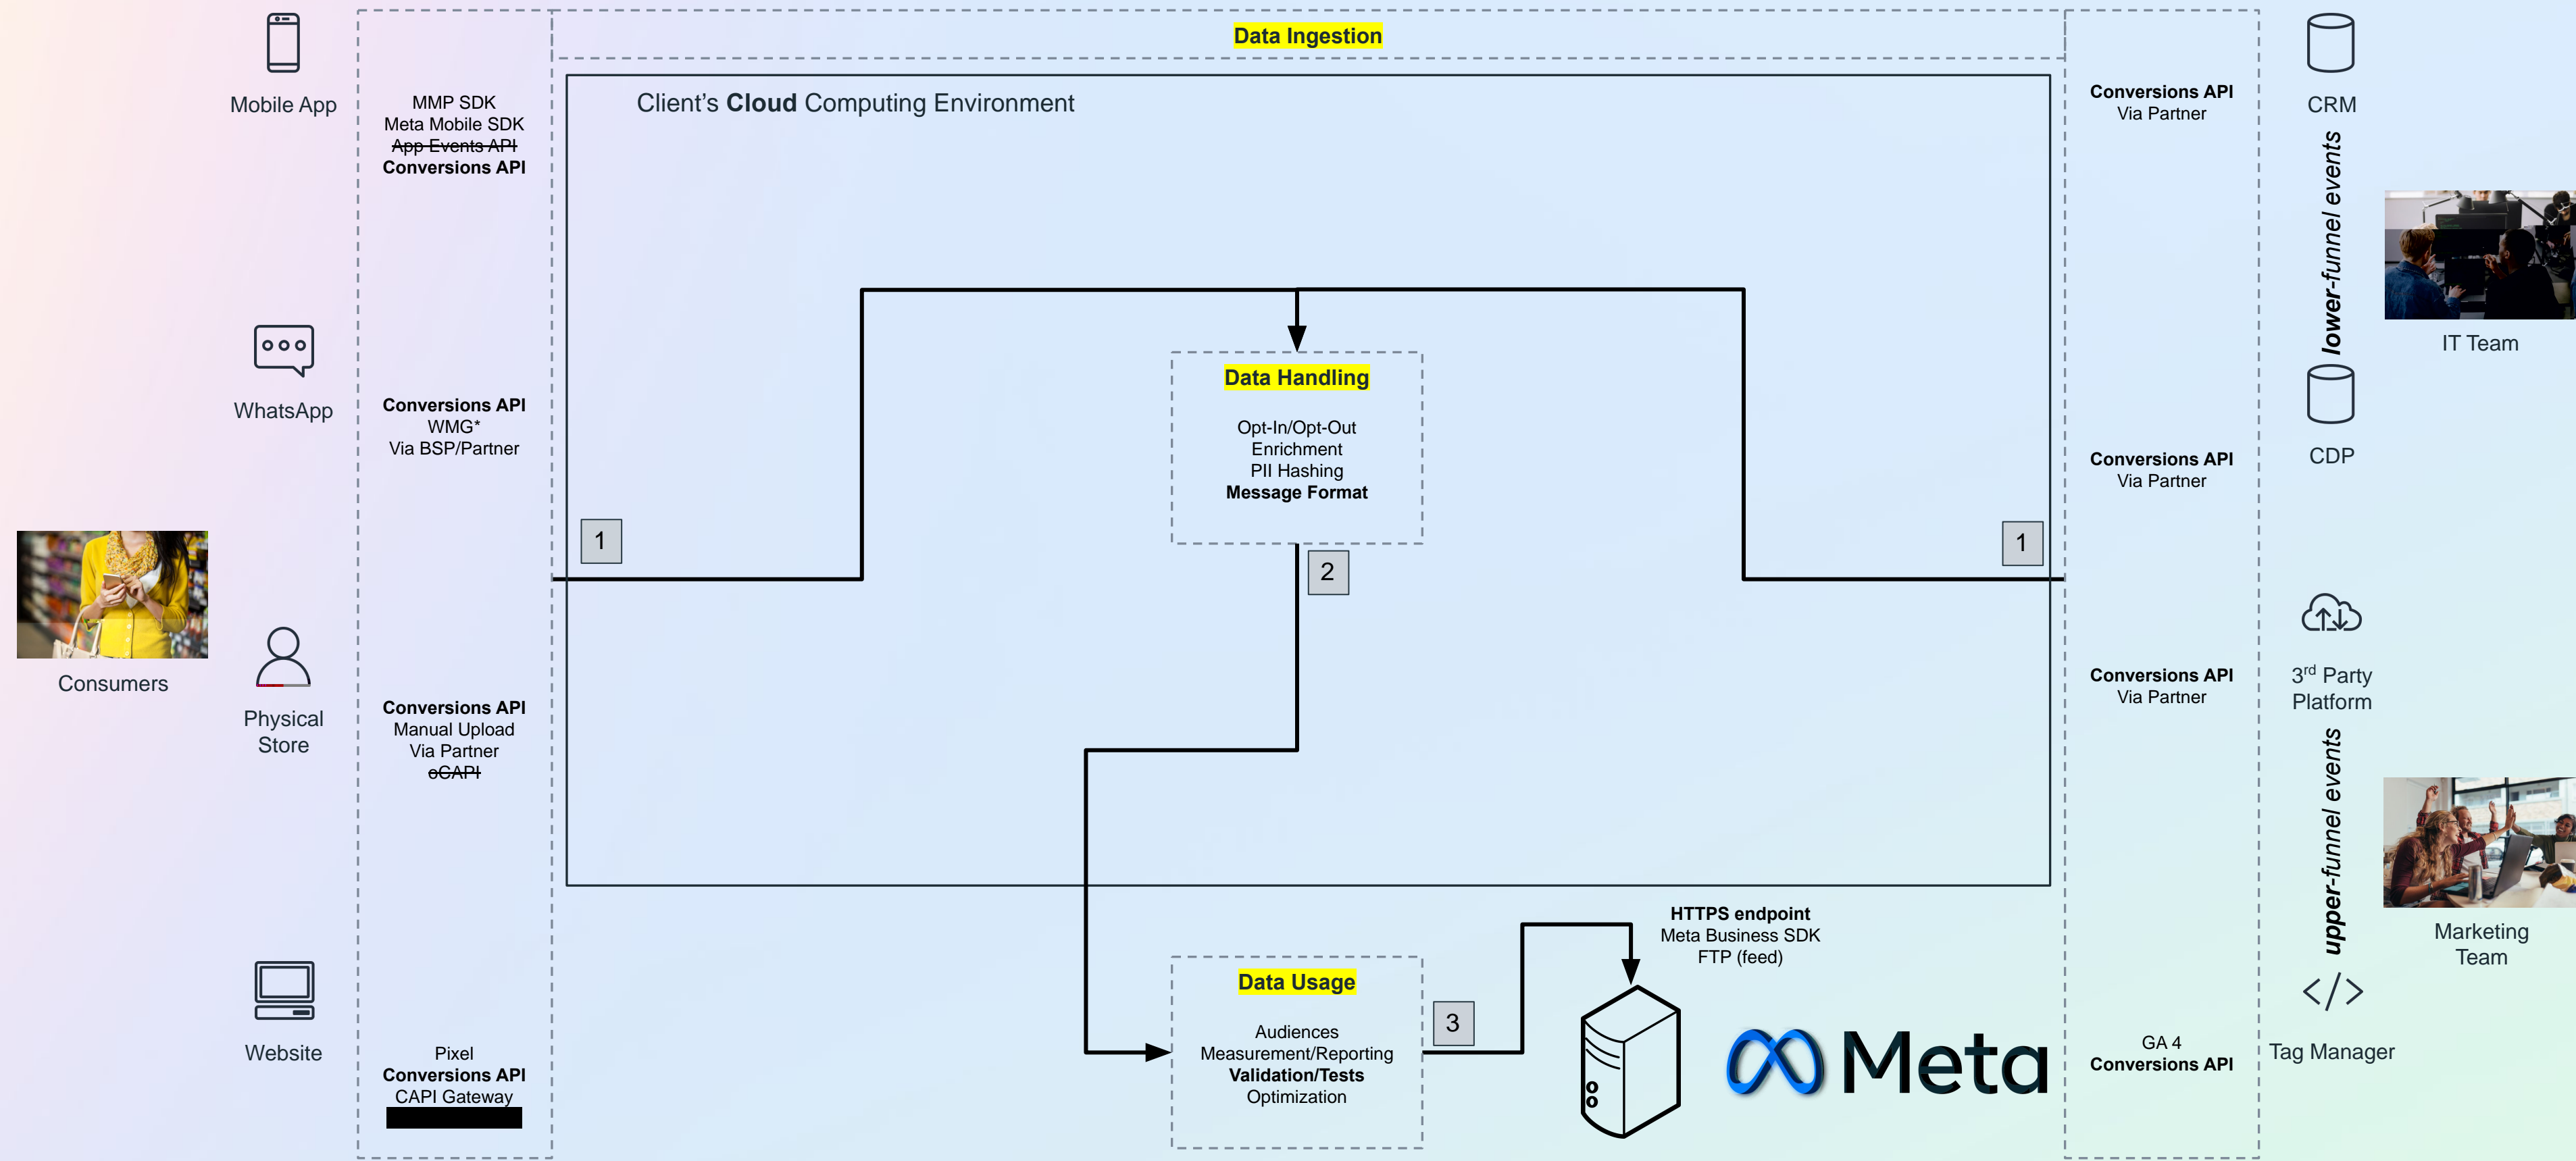 Data Ingestion
Mobile App
MMP SDK
Meta Mobile SDK
App Events API
Conversions API
Client's Cloud Computing Environment
Conversions API
Via Partner
CRM
lower-funnel events
IT Team
WhatsApp
Conversions API
WMG*
Via BSP/Partner
Data Handling
Opt-In/Opt-Out
Enrichment
PII Hashing
Message Format
Conversions API
Via Partner
CDP
1
2
1
Consumers
Physical
Store
Conversions API
Manual Upload
Via Partner
oCAPI
Conversions API
Via Partner
3rd Party
Platform
upper-funnel events
Marketing
Team
Website
Pixel
Conversions API
CAPI Gateway
Data Usage
Audiences
Measurement/Reporting
Validation/Tests
Optimization
3
HTTPS endpoint
Meta Business SDK
FTP (feed)
Meta
GA 4
Conversions API
</>
Tag Manager